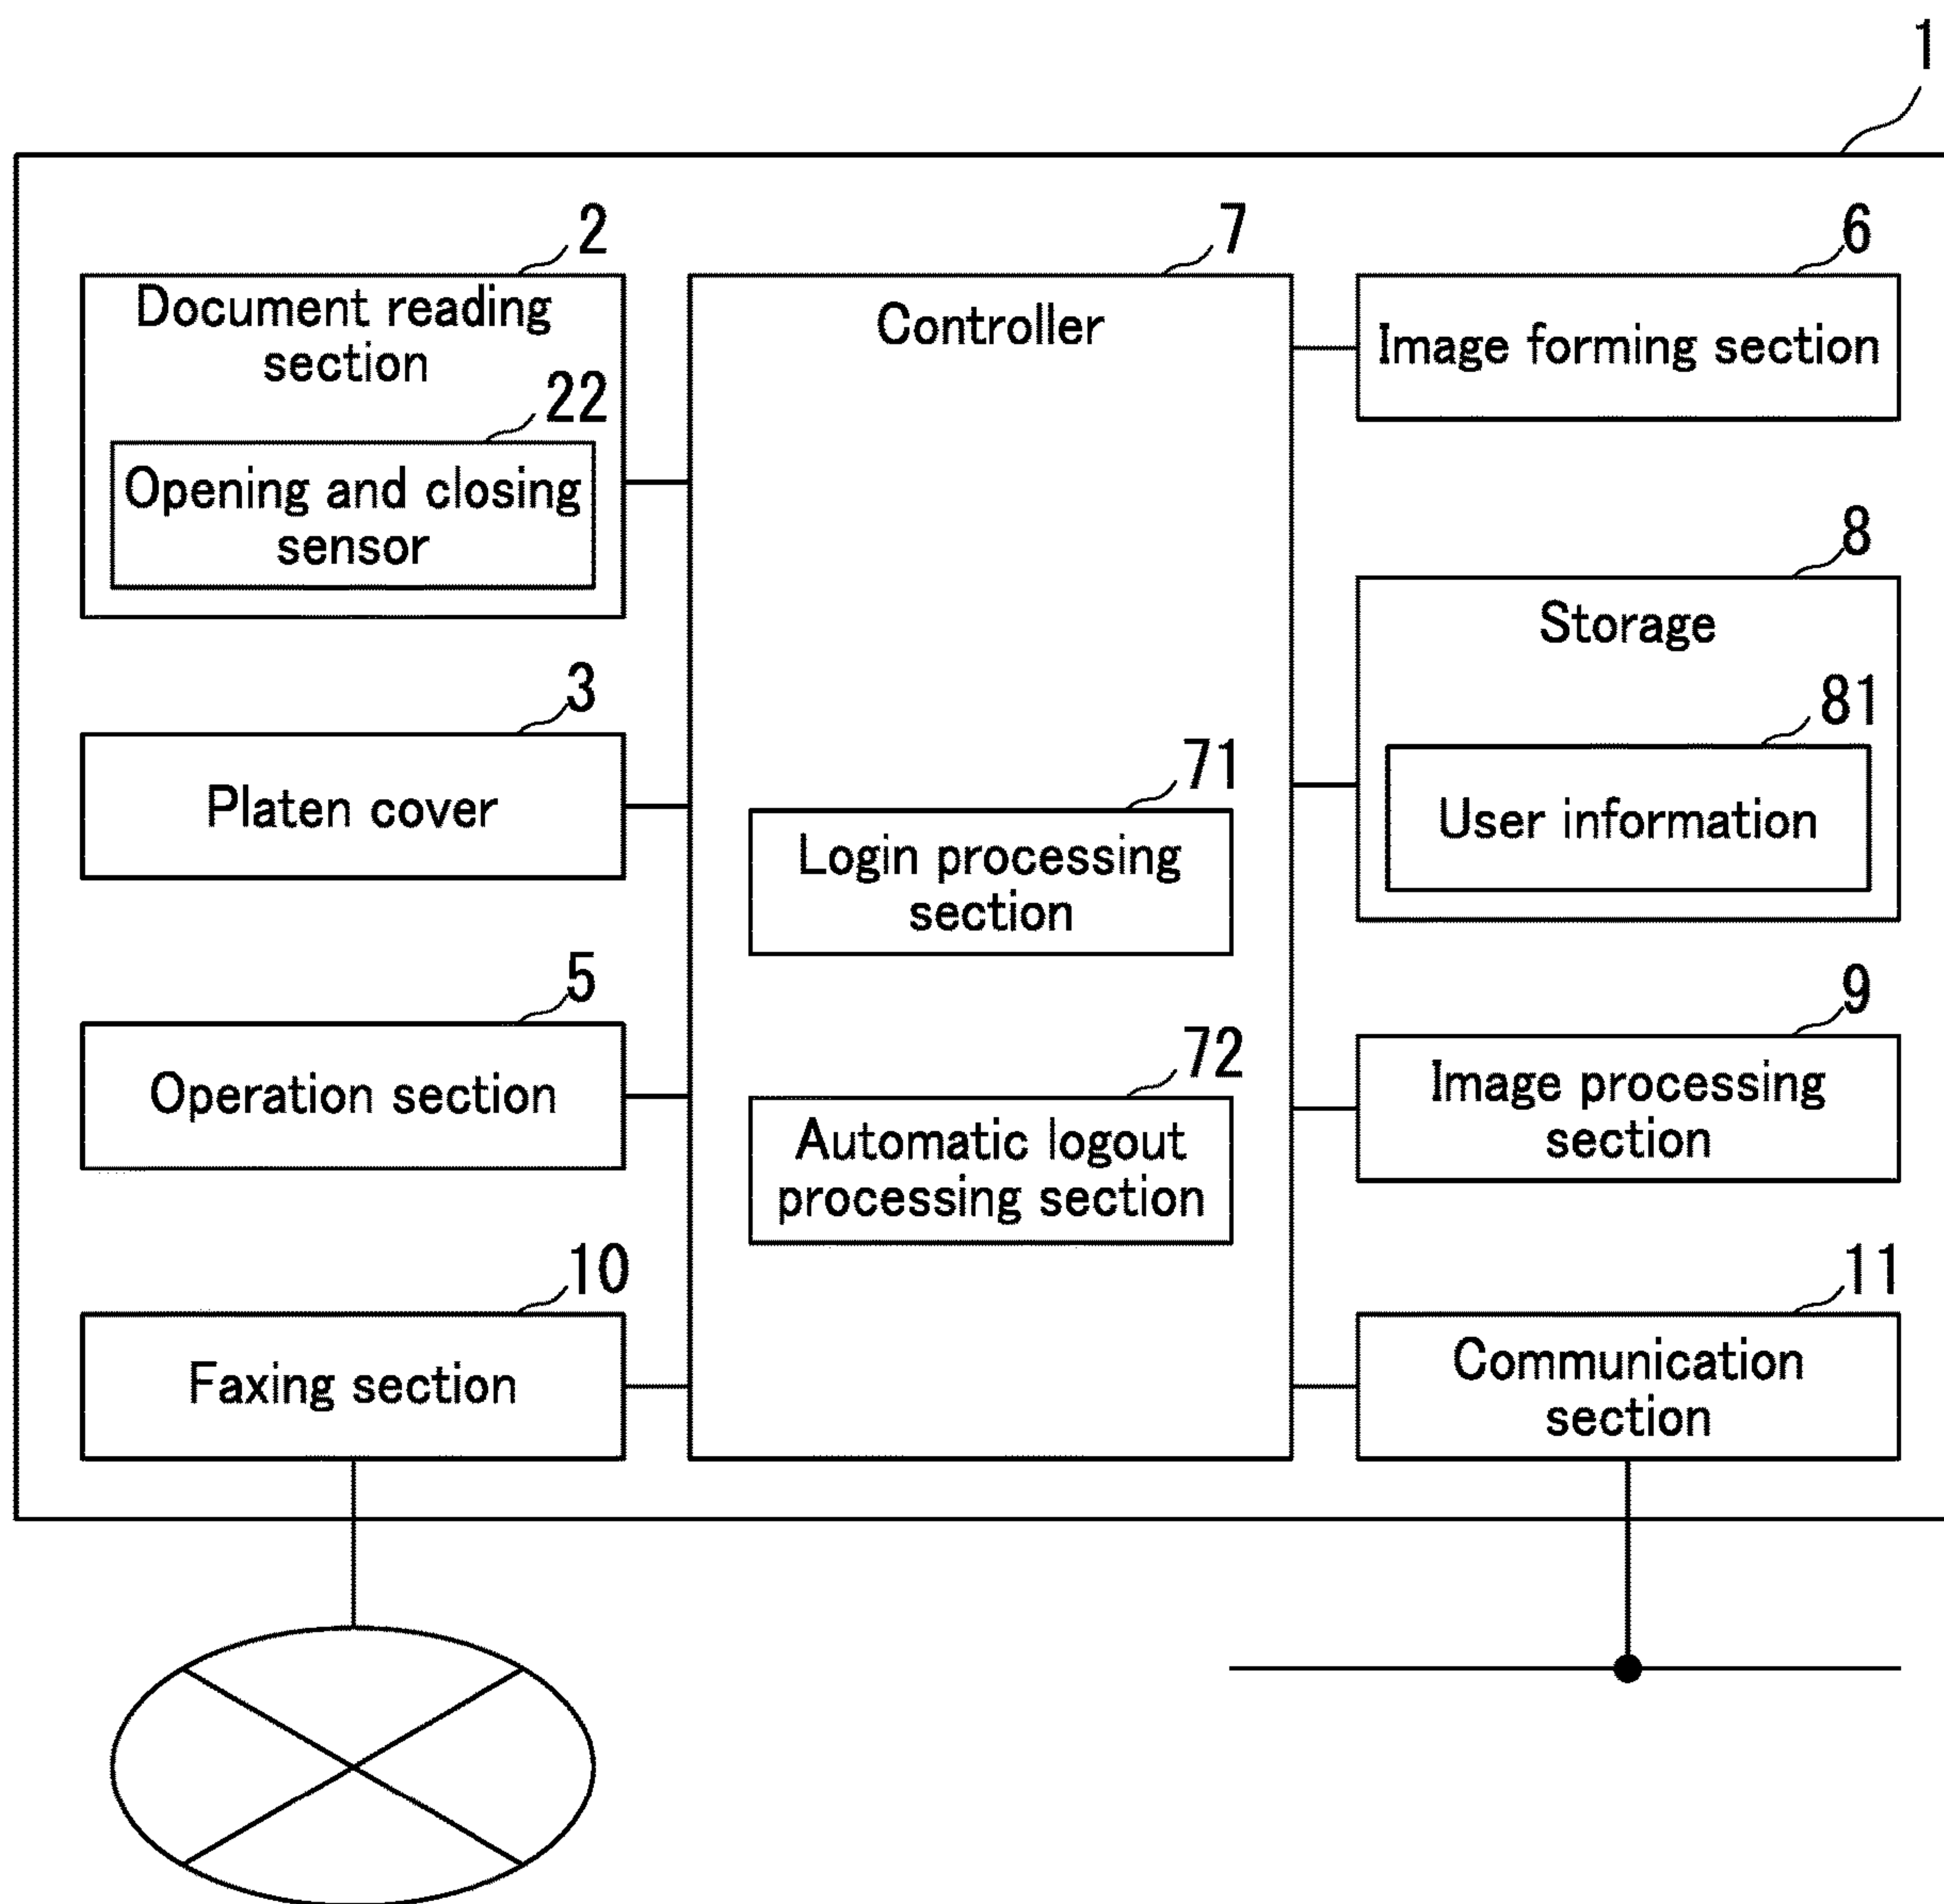 1
2
Document reading
section
22
Opening and closing
sensor
3
Platen cover
5
Operation section
10
Faxing section
7
Controller
71
Login processing
section
72
Automatic logout
processing section
6
Image forming section
8
Storage
81
User information
9
Image processing
section
11
Communication
section